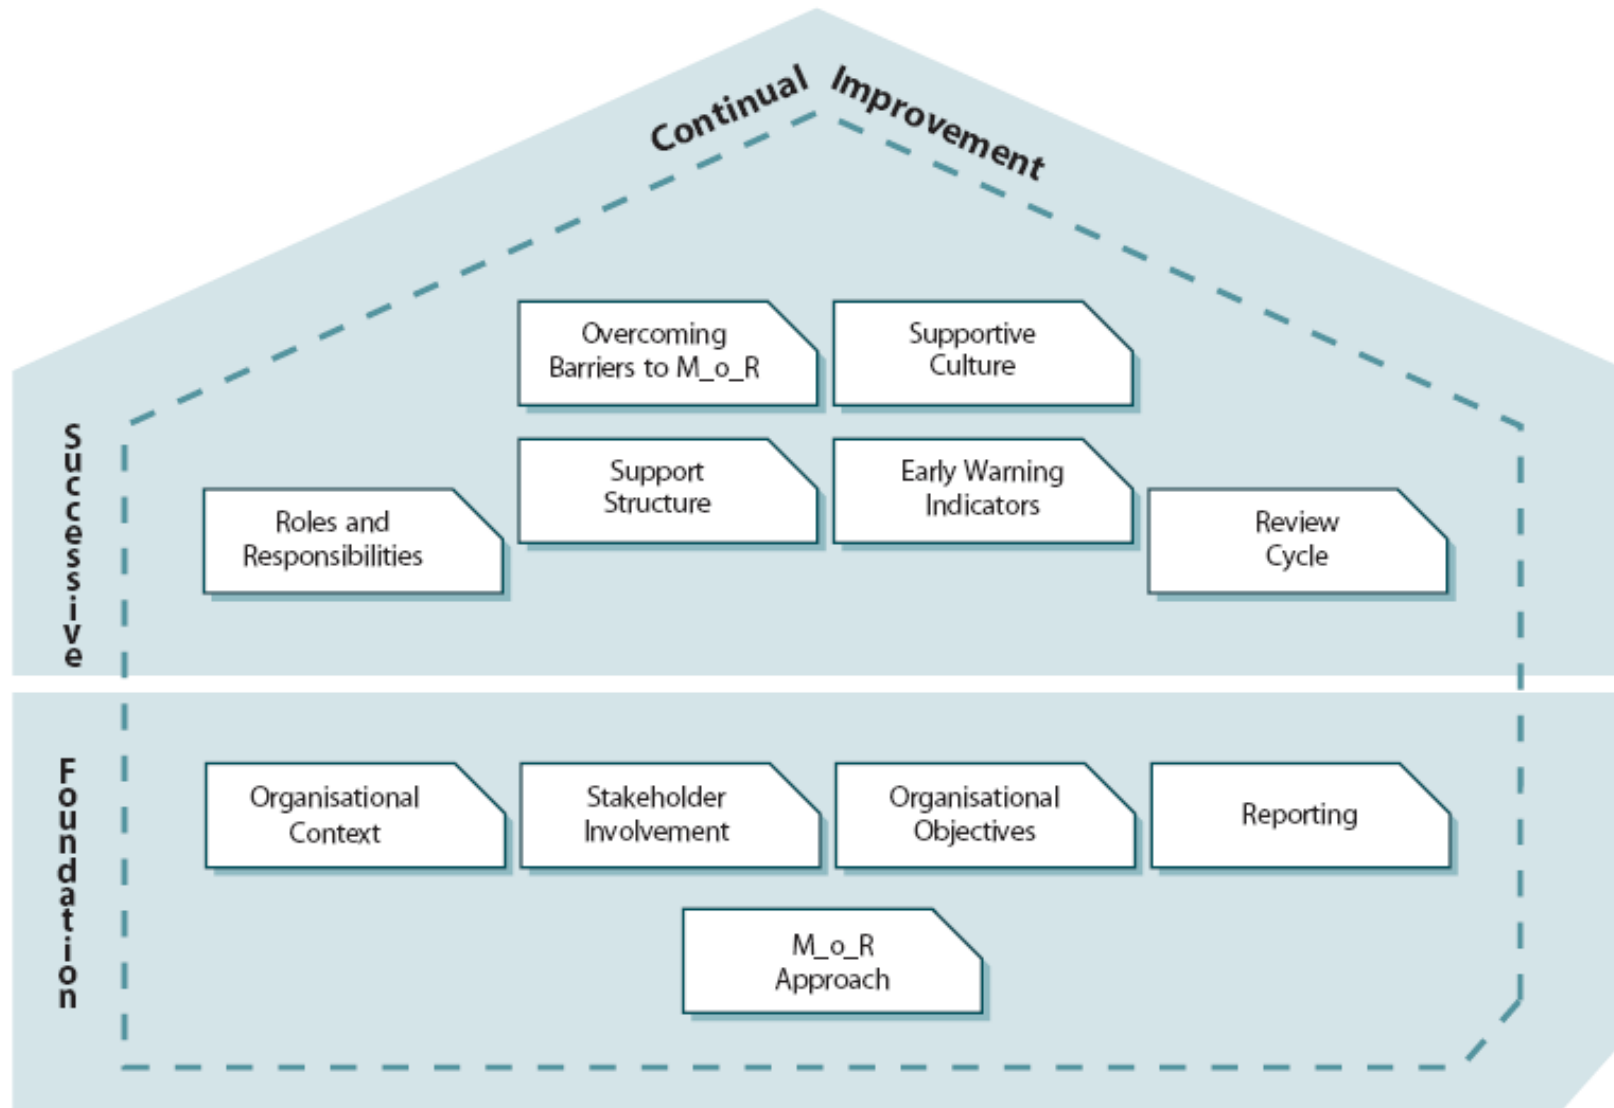 Continual Improvement
Overcoming
Barriers to M_o_R
Supportive
Culture
Support
Structure
Early Warning
Indicators
Roles and
Responsibilities
Review
Cycle
Successive
Organisational
Context
Stakeholder
Involvement
Organisational
Objectives
Reporting
M_o_R
Approach
Foundation